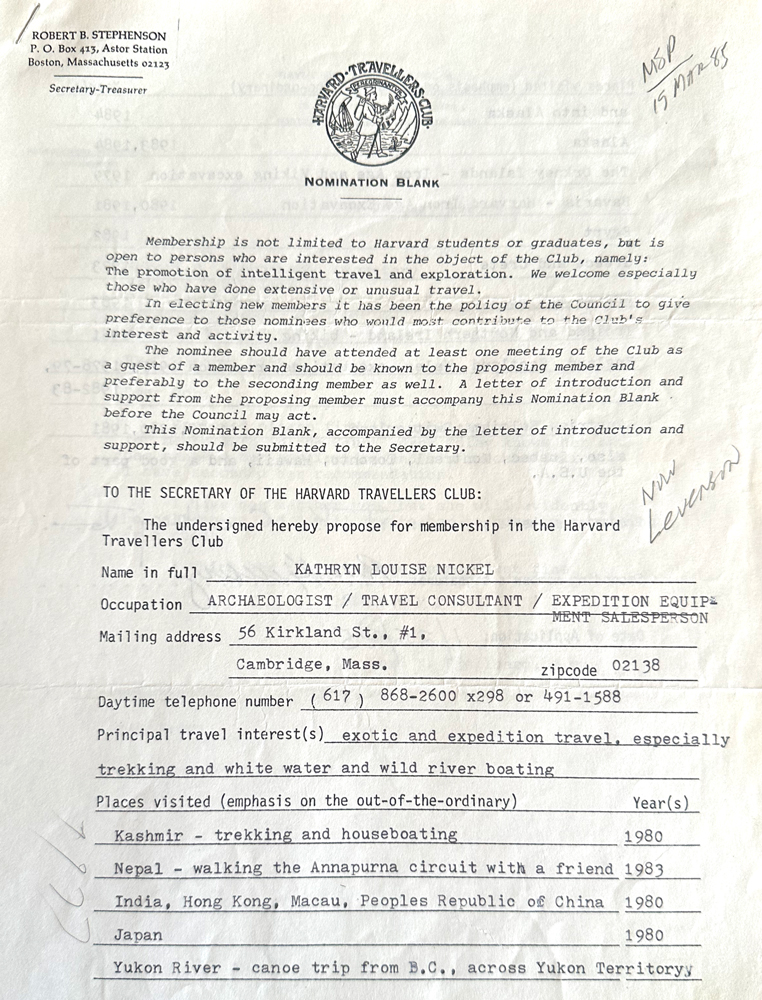 ROBERT B. STEPHENSON
P. O. Box 413, Astor Station
Boston, Massachusetts 02123
Secretary-Treasurer
MSP
15 MAR 85
HARVARD·TRAVELLERS·CLUB·
NOMINATION BLANK
Membership is not limited to Harvard students or graduates, but is
open to persons who are interested in the object of the Club, namely:
The promotion of intelligent travel and exploration. We welcome especially
those who have done extensive or unusual travel.
In electing new members it has been the policy of the Council to give
preference to those nominees who would most contribute to the Club's
interest and activity.
The nominee should have attended at least one meeting of the Club as
a guest of a member and should be known to the proposing member and
preferably to the seconding member as well. A letter of introduction and
support from the proposing member must accompany this Nomination Blank
before the Council may act.
This Nomination Blank, accompanied by the letter of introduction and
support, should be submitted to the Secretary.
Now
Levenson
TO THE SECRETARY OF THE HARVARD TRAVELLERS CLUB:
The undersigned hereby propose for membership in the Harvard
Travellers Club
Name in full KATHRYN LOUISE NICKEL
Occupation ARCHAEOLOGIST / TRAVEL CONSULTANT / EXPEDITION EQUIP-
MENT SALESPERSON
Mailing address 56 Kirkland St., #1,
Cambridge, Mass. zipcode 02138
Daytime telephone number (617) 868-2600 x298 or 491-1588
Principal travel interest(s) exotic and expedition travel, especially
trekking and white water and wild river boating
Places visited (emphasis on the out-of-the-ordinary) Year(s)
Kashmir - trekking and houseboating 1980
Nepal - walking the Annapurna circuit with a friend 1983
India, Hong Kong, Macau, Peoples Republic of China 1980
Japan 1980
Yukon River - canoe trip from B.C., across Yukon Territory,